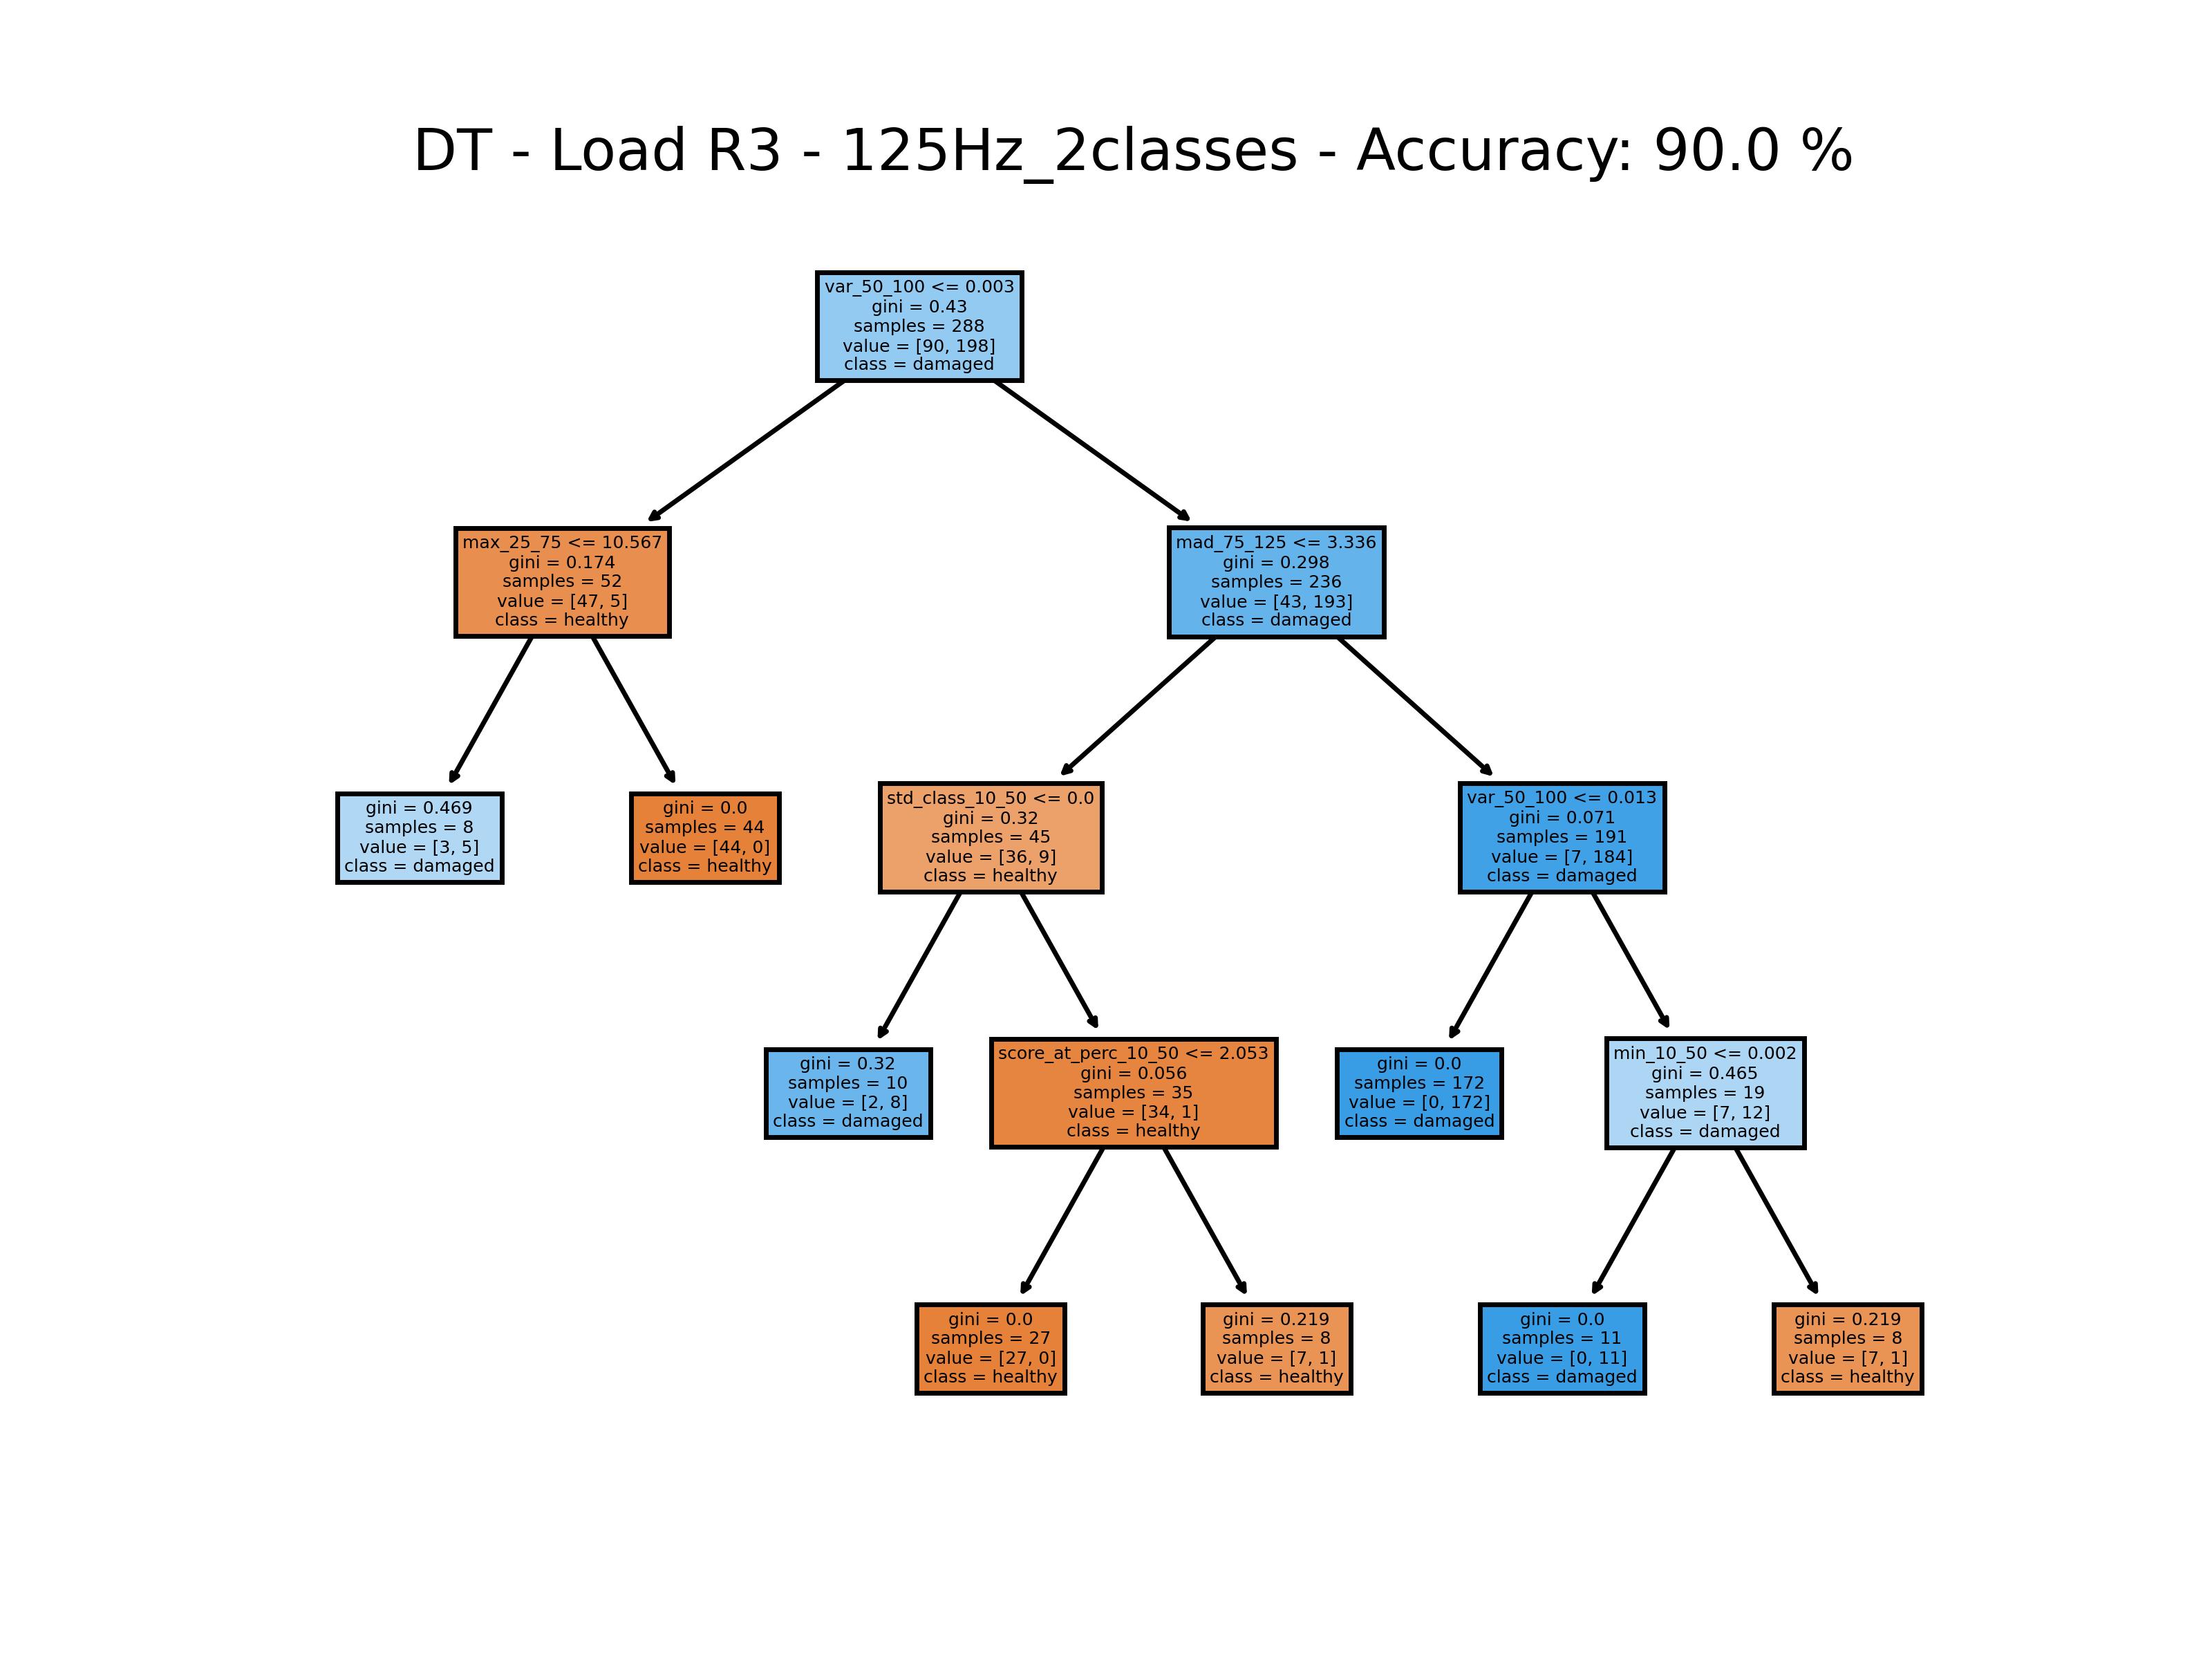 DT - Load R3 - 125Hz_2classes - Accuracy: 90.0 %
var_50_100 <= 0.003
gini = 0.43
samples = 288
value = [90, 198]
class = damaged
max_25_75 <= 10.567
gini = 0.174
samples = 52
value = [47, 5]
class = healthy
mad_75_125 <= 3.336
gini = 0.298
samples = 236
value = [43, 193]
class = damaged
gini = 0.469
samples = 8
value = [3, 5]
class = damaged
gini = 0.0
samples = 44
value = [44, 0]
class = healthy
std_class_10_50 <= 0.0
gini = 0.32
samples = 45
value = [36, 9]
class = healthy
var_50_100 <= 0.013
gini = 0.071
samples = 191
value = [7, 184]
class = damaged
gini = 0.32
samples = 10
value = [2, 8]
class = damaged
score_at_perc_10_50 <= 2.053
gini = 0.056
samples = 35
value = [34, 1]
class = healthy
gini = 0.0
samples = 172
value = [0, 172]
class = damaged
min_10_50 <= 0.002
gini = 0.465
samples = 19
value = [7, 12]
class = damaged
gini = 0.0
samples = 27
value = [27, 0]
class = healthy
gini = 0.219
samples = 8
value = [7, 1]
class = healthy
gini = 0.0
samples = 11
value = [0, 11]
class = damaged
gini = 0.219
samples = 8
value = [7, 1]
class = healthy